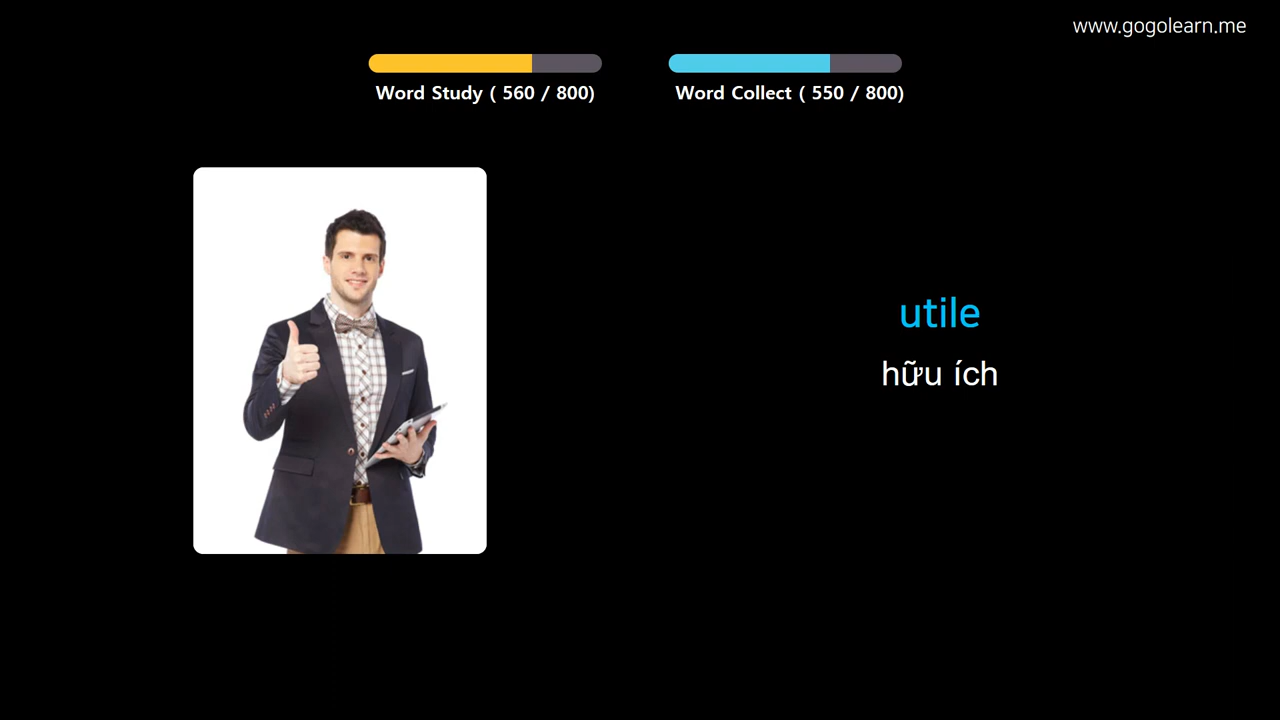 www.gogolearn.me
Word Study ( 560 / 800)
Word Collect ( 550 / 800)
utile
hữu ích